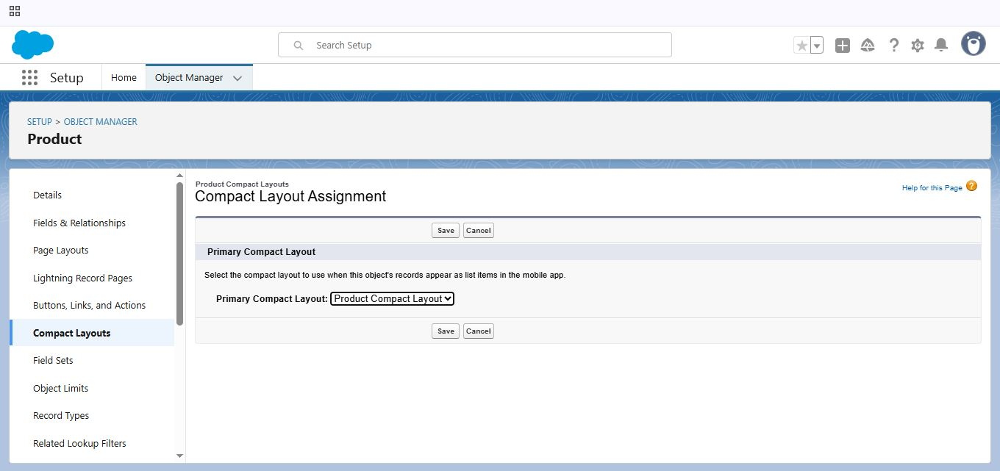 Search Setup
Setup
Home
Object Manager
SETUP > OBJECT MANAGER
Product
Details
Fields & Relationships
Page Layouts
Lightning Record Pages
Buttons, Links, and Actions
Compact Layouts
Field Sets
Object Limits
Record Types
Related Lookup Filters
Product Compact Layouts
Compact Layout Assignment
Help for this Page ?
Save Cancel
Primary Compact Layout
Select the compact layout to use when this object's records appear as list items in the mobile app.
Primary Compact Layout: Product Compact Layout
Save Cancel